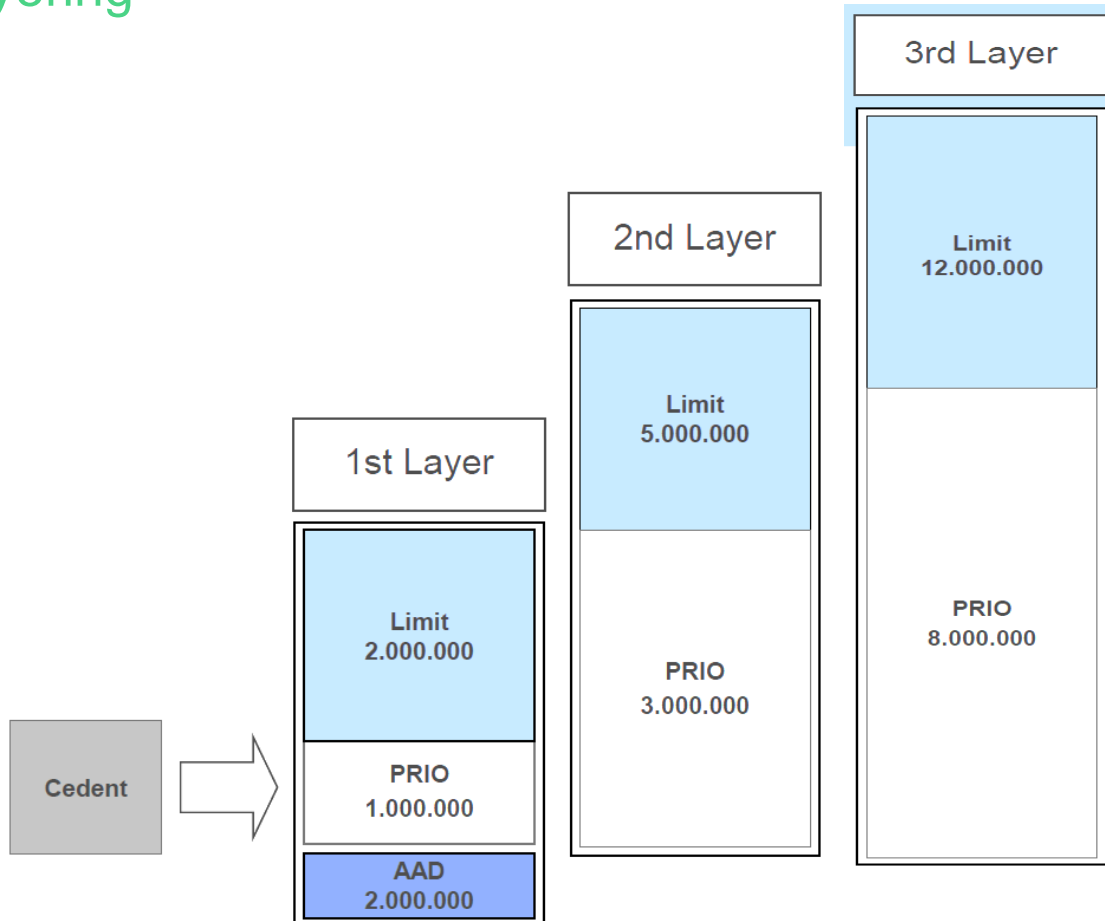 3rd Layer
Limit
12.000.000
PRIO
8.000.000
2nd Layer
Limit
5.000.000
PRIO
3.000.000
1st Layer
Limit
2.000.000
PRIO
1.000.000
AAD
2.000.000
Cedent